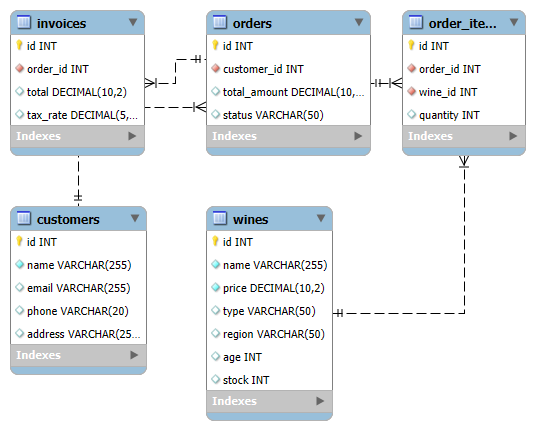 invoices
id INT
order_id INT
total DECIMAL(10,2)
tax_rate DECIMAL(5,...
Indexes
orders
id INT
customer_id INT
total_amount DECIMAL(10,...
status VARCHAR(50)
Indexes
order_ite...
id INT
order_id INT
wine_id INT
quantity INT
Indexes
customers
id INT
name VARCHAR(255)
email VARCHAR(255)
phone VARCHAR(20)
address VARCHAR(25...
Indexes
wines
id INT
name VARCHAR(255)
price DECIMAL(10,2)
type VARCHAR(50)
region VARCHAR(50)
age INT
stock INT
Indexes